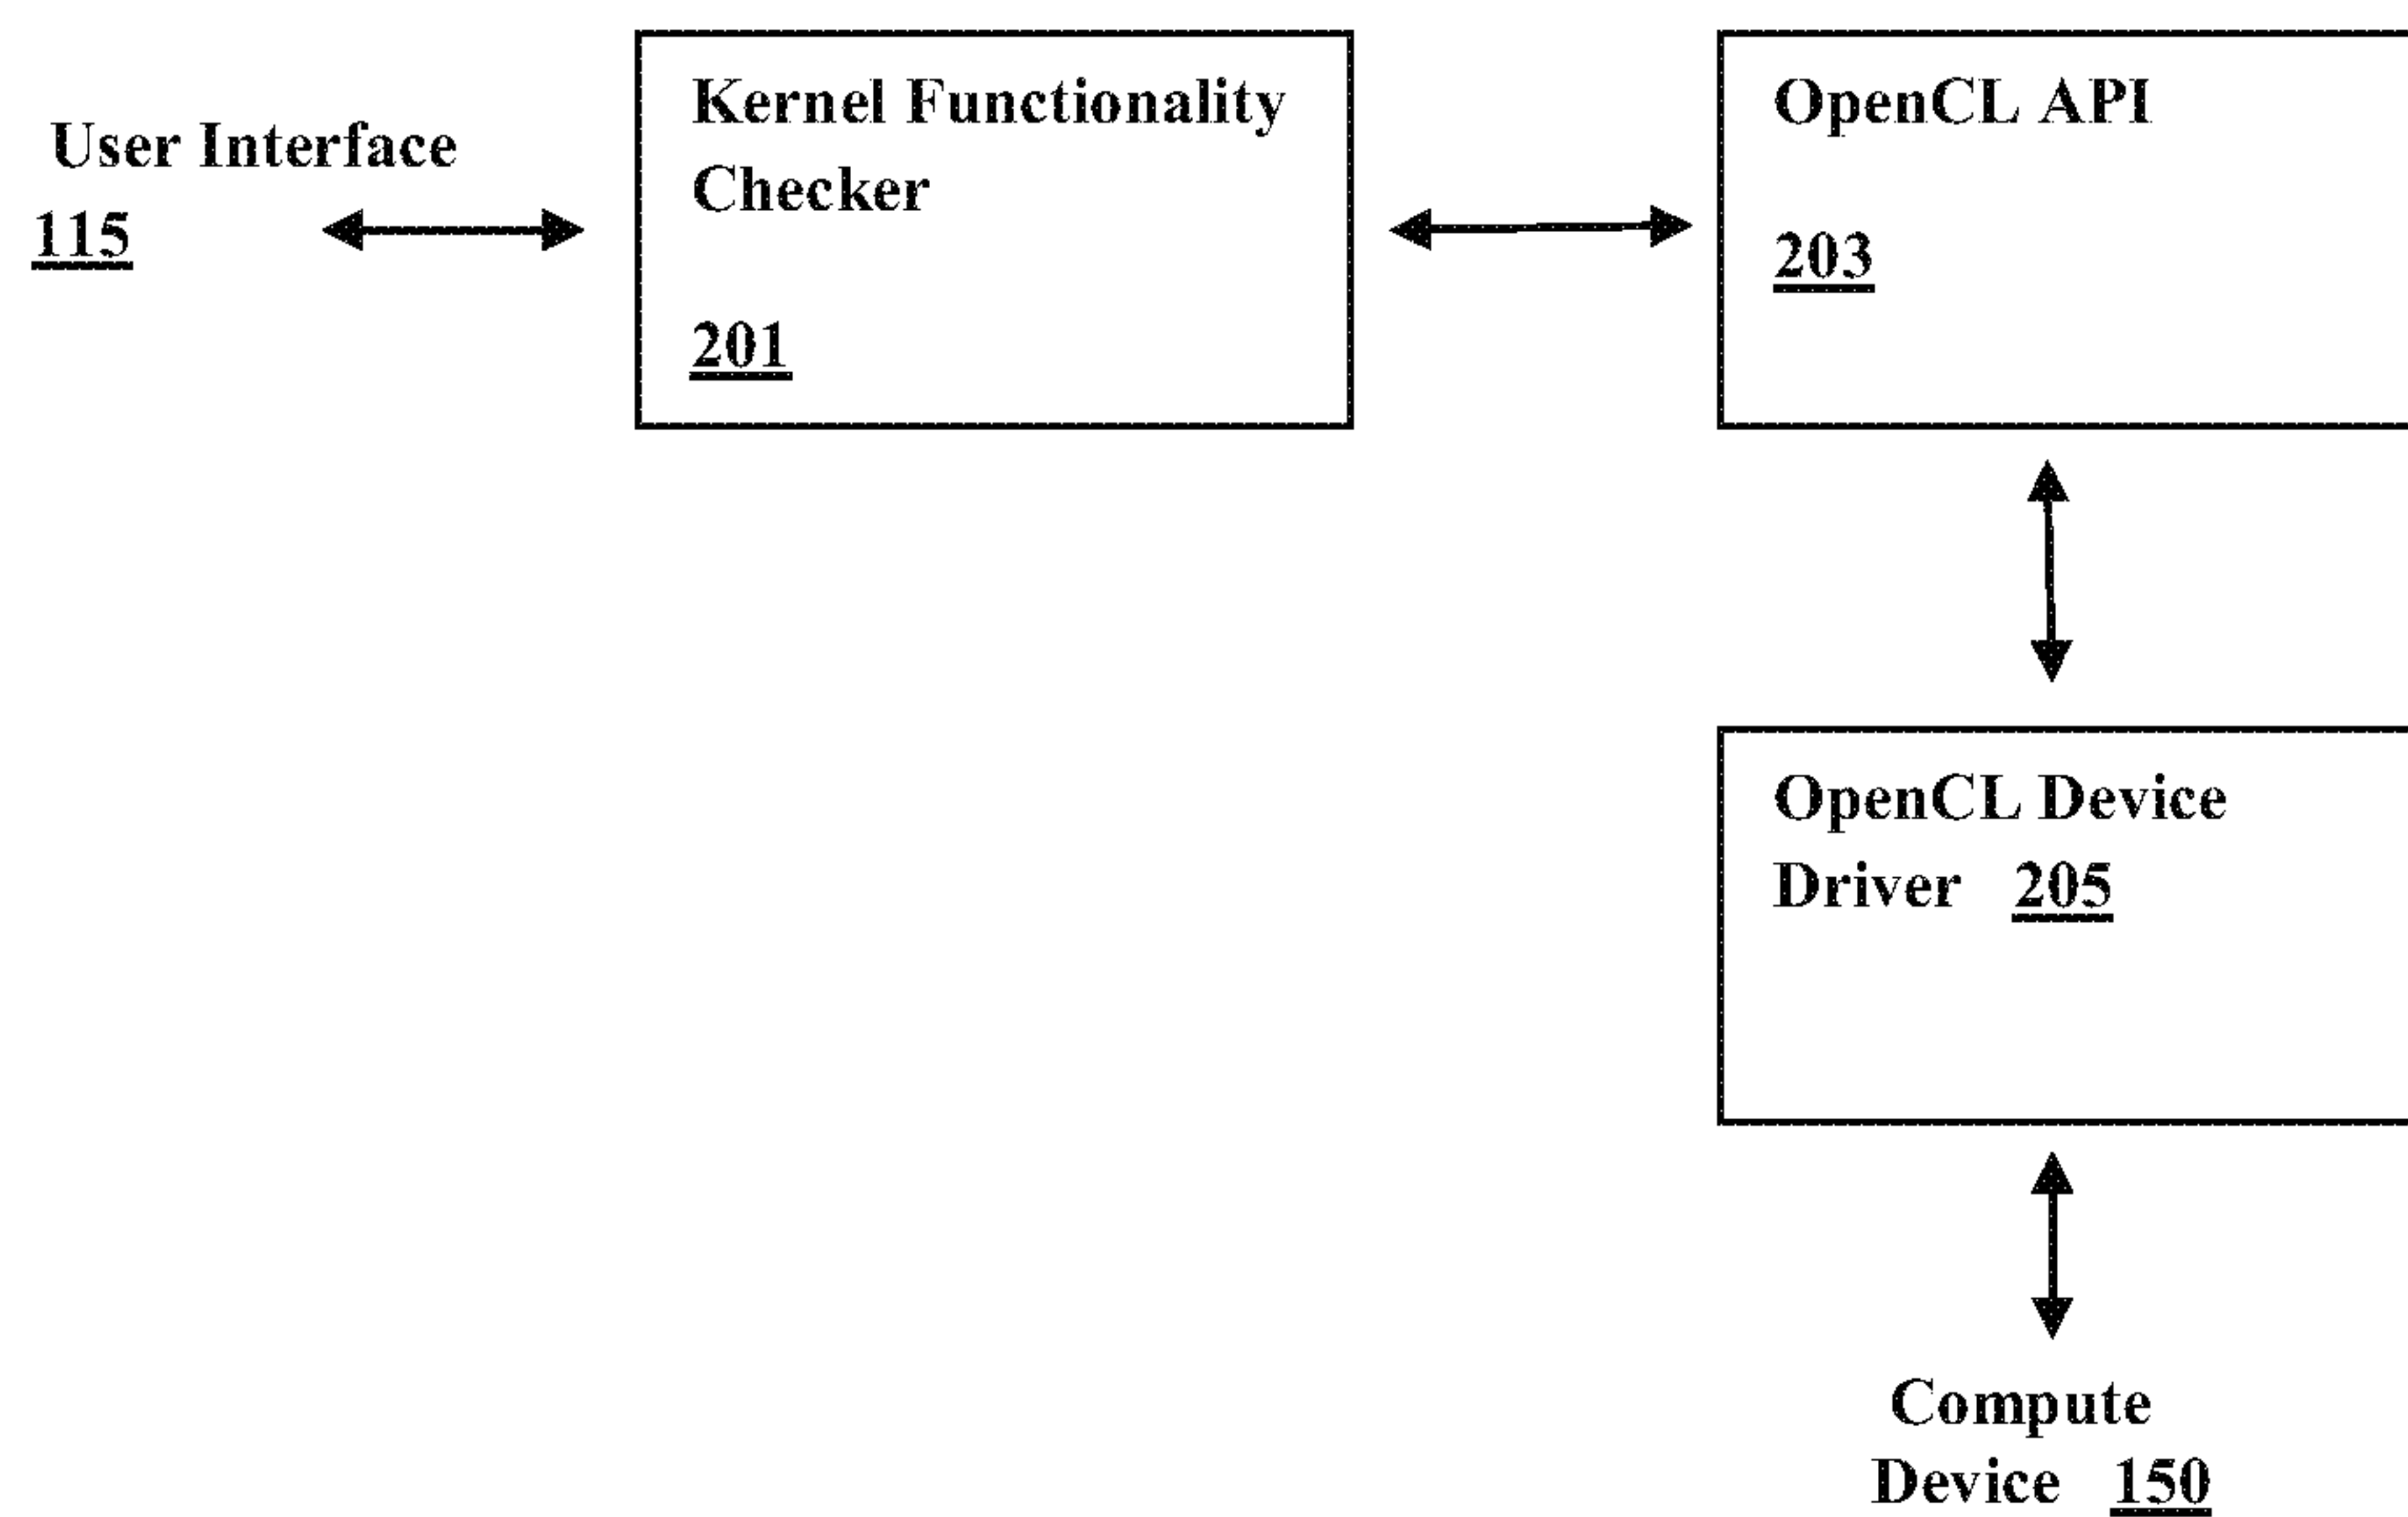 User Interface
115
Kernel Functionality
Checker
201
OpenCL API
203
OpenCL Device
Driver 205
Compute
Device 150